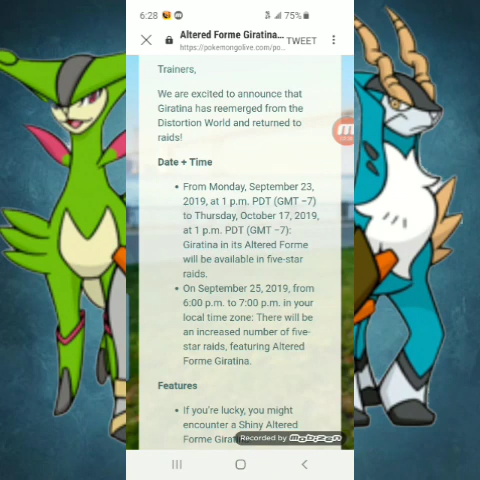 6:28
75%
Altered Forme Giratina... TWEET
https://pokemongolive.com/po...
Trainers,
We are excited to announce that
Giratina has reemerged from the
Distortion World and returned to
raids!
Date + Time
• From Monday, September 23,
2019, at 1 p.m. PDT (GMT −7)
to Thursday, October 17, 2019,
at 1 p.m. PDT (GMT −7):
Giratina in its Altered Forme
will be available in five-star
raids.
• On September 25, 2019, from
6:00 p.m. to 7:00 p.m. in your
local time zone: There will be
an increased number of five-
star raids, featuring Altered
Forme Giratina.
Features
• If you're lucky, you might
encounter a Shiny Altered
Forme Girat
Recorded by mobizen